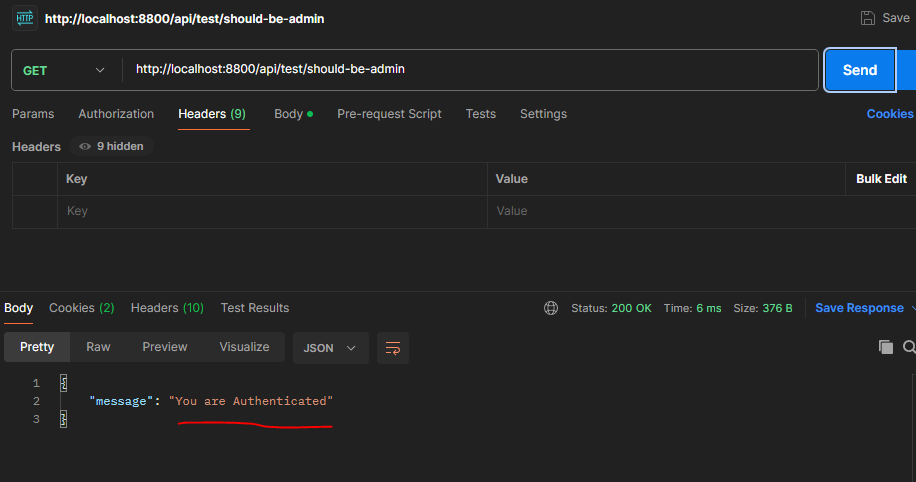 HTTP http://localhost:8800/api/test/should-be-admin Save
GET http://localhost:8800/api/test/should-be-admin Send
Params Authorization Headers (9) Body Pre-request Script Tests Settings Cookies
Headers 9 hidden
Key Value Bulk Edit
Key Value
Body Cookies (2) Headers (10) Test Results Status: 200 OK Time: 6 ms Size: 376 B Save Response
Pretty Raw Preview Visualize JSON
1 {
2 "message": "You are Authenticated"
3 }